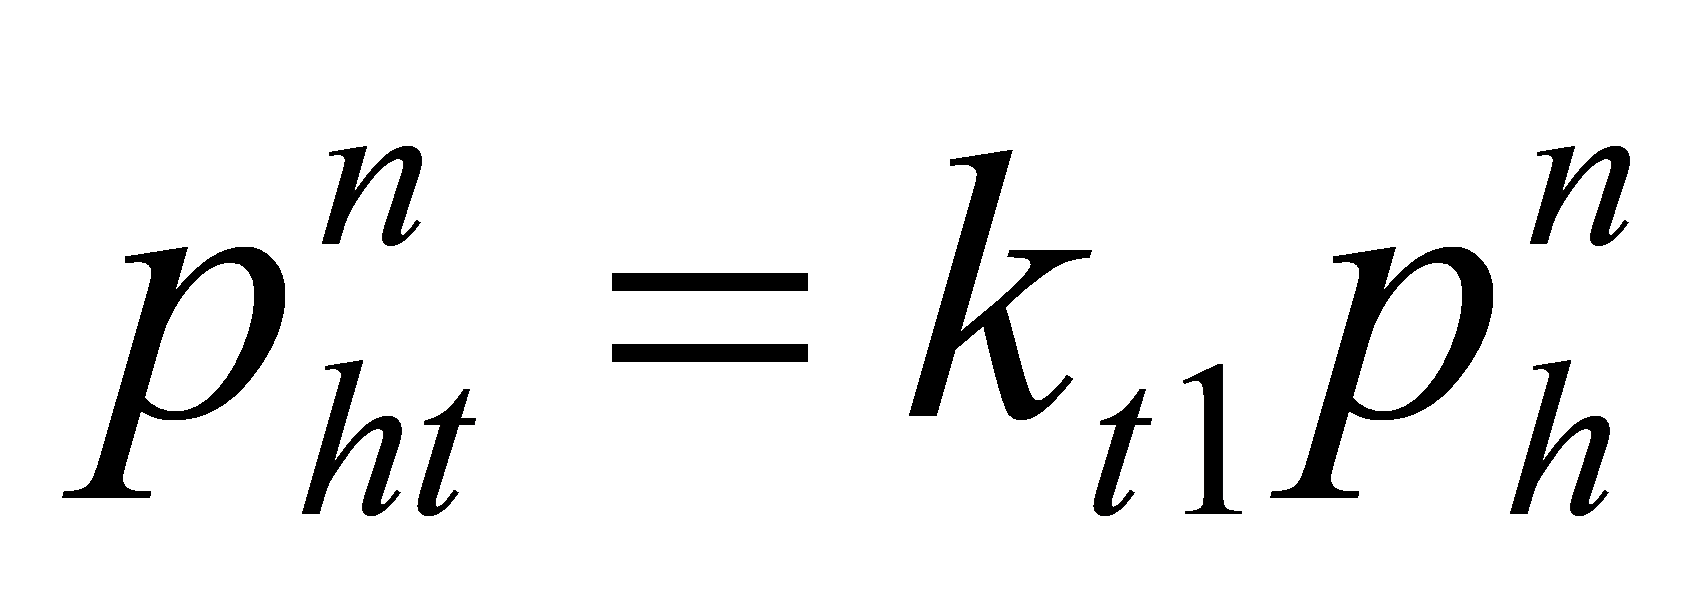 $p_{ht}^{n} = k_{t1} p_{h}^{n}$